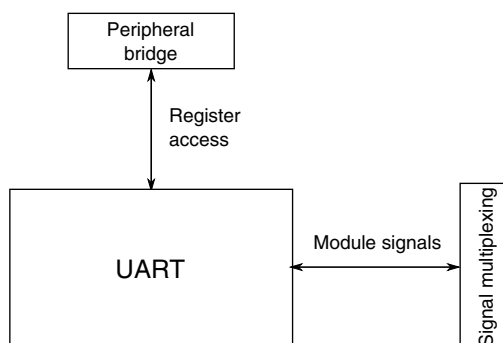 Peripheral
bridge
Register
access
UART
Module signals
Signal multiplexing